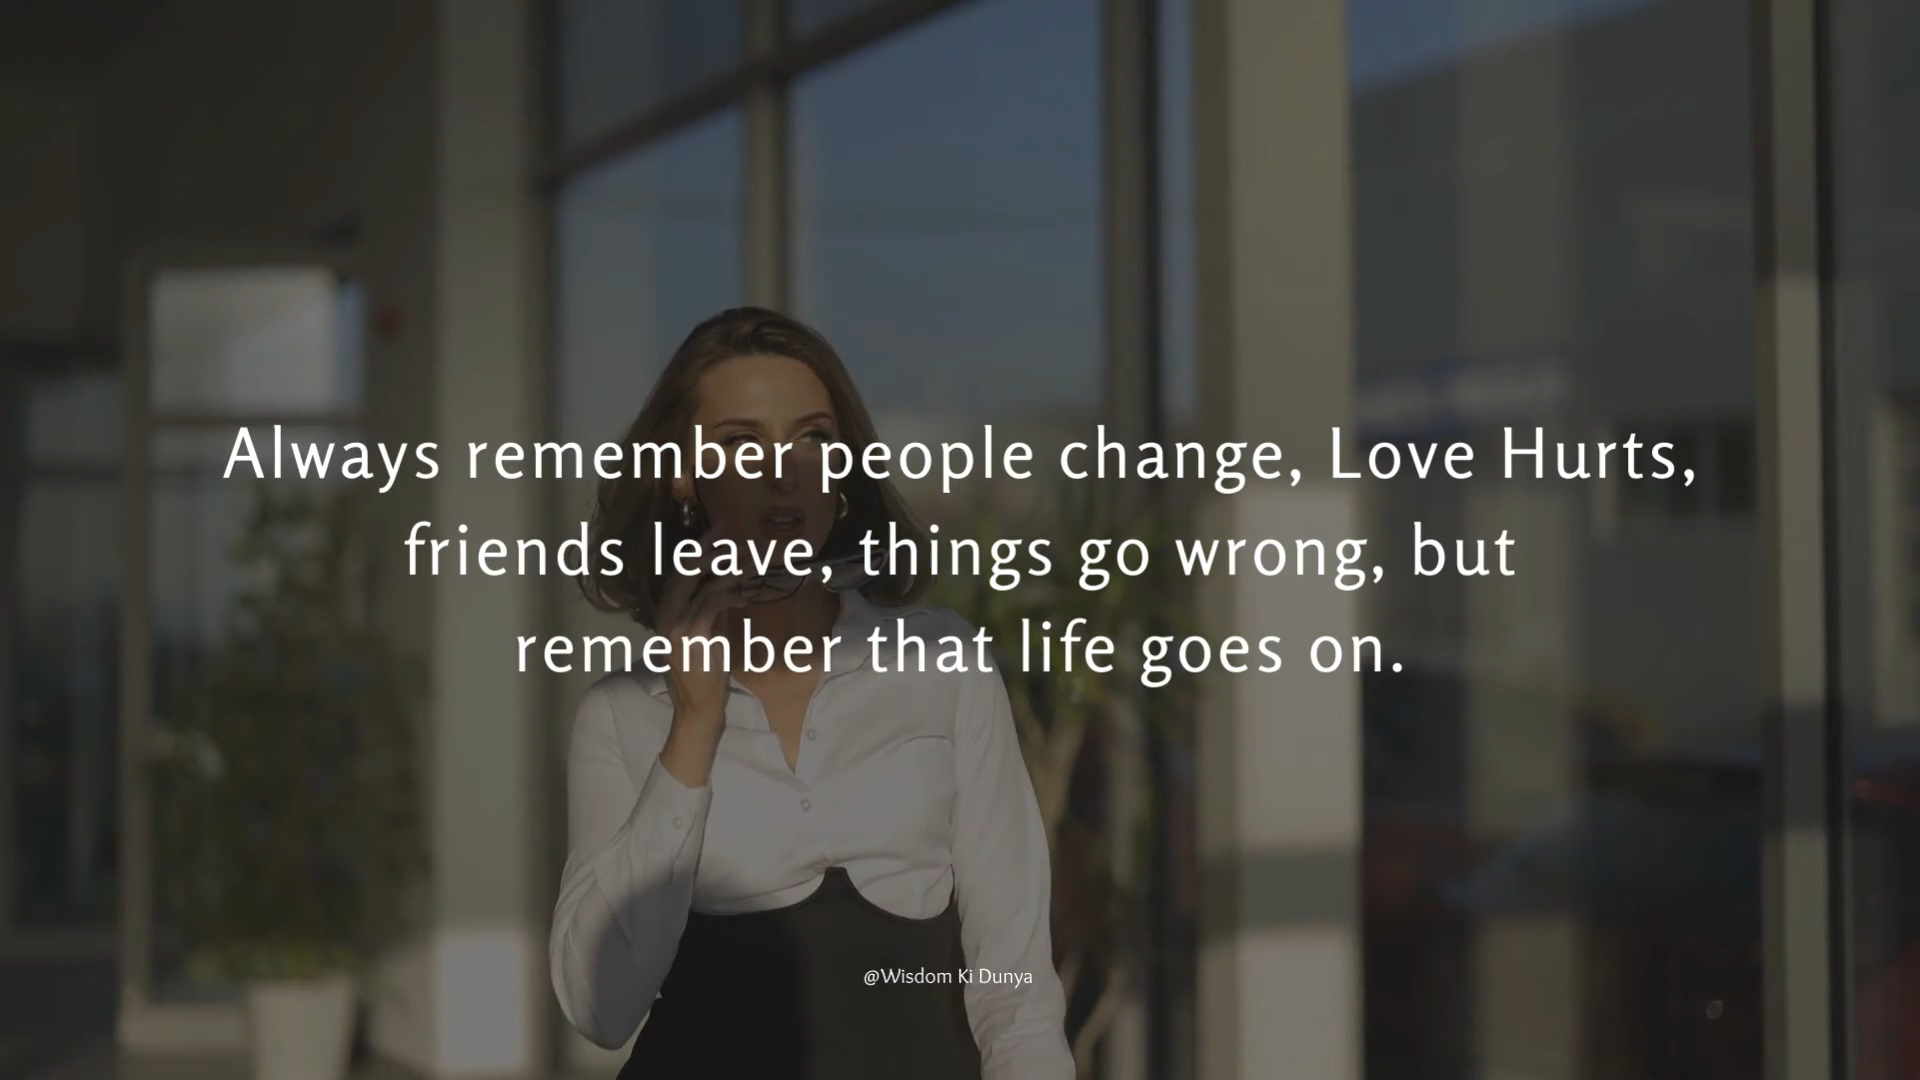 Always remember people change, Love Hurts,
friends leave, things go wrong, but
remember that life goes on.
@Wisdom Ki Dunya